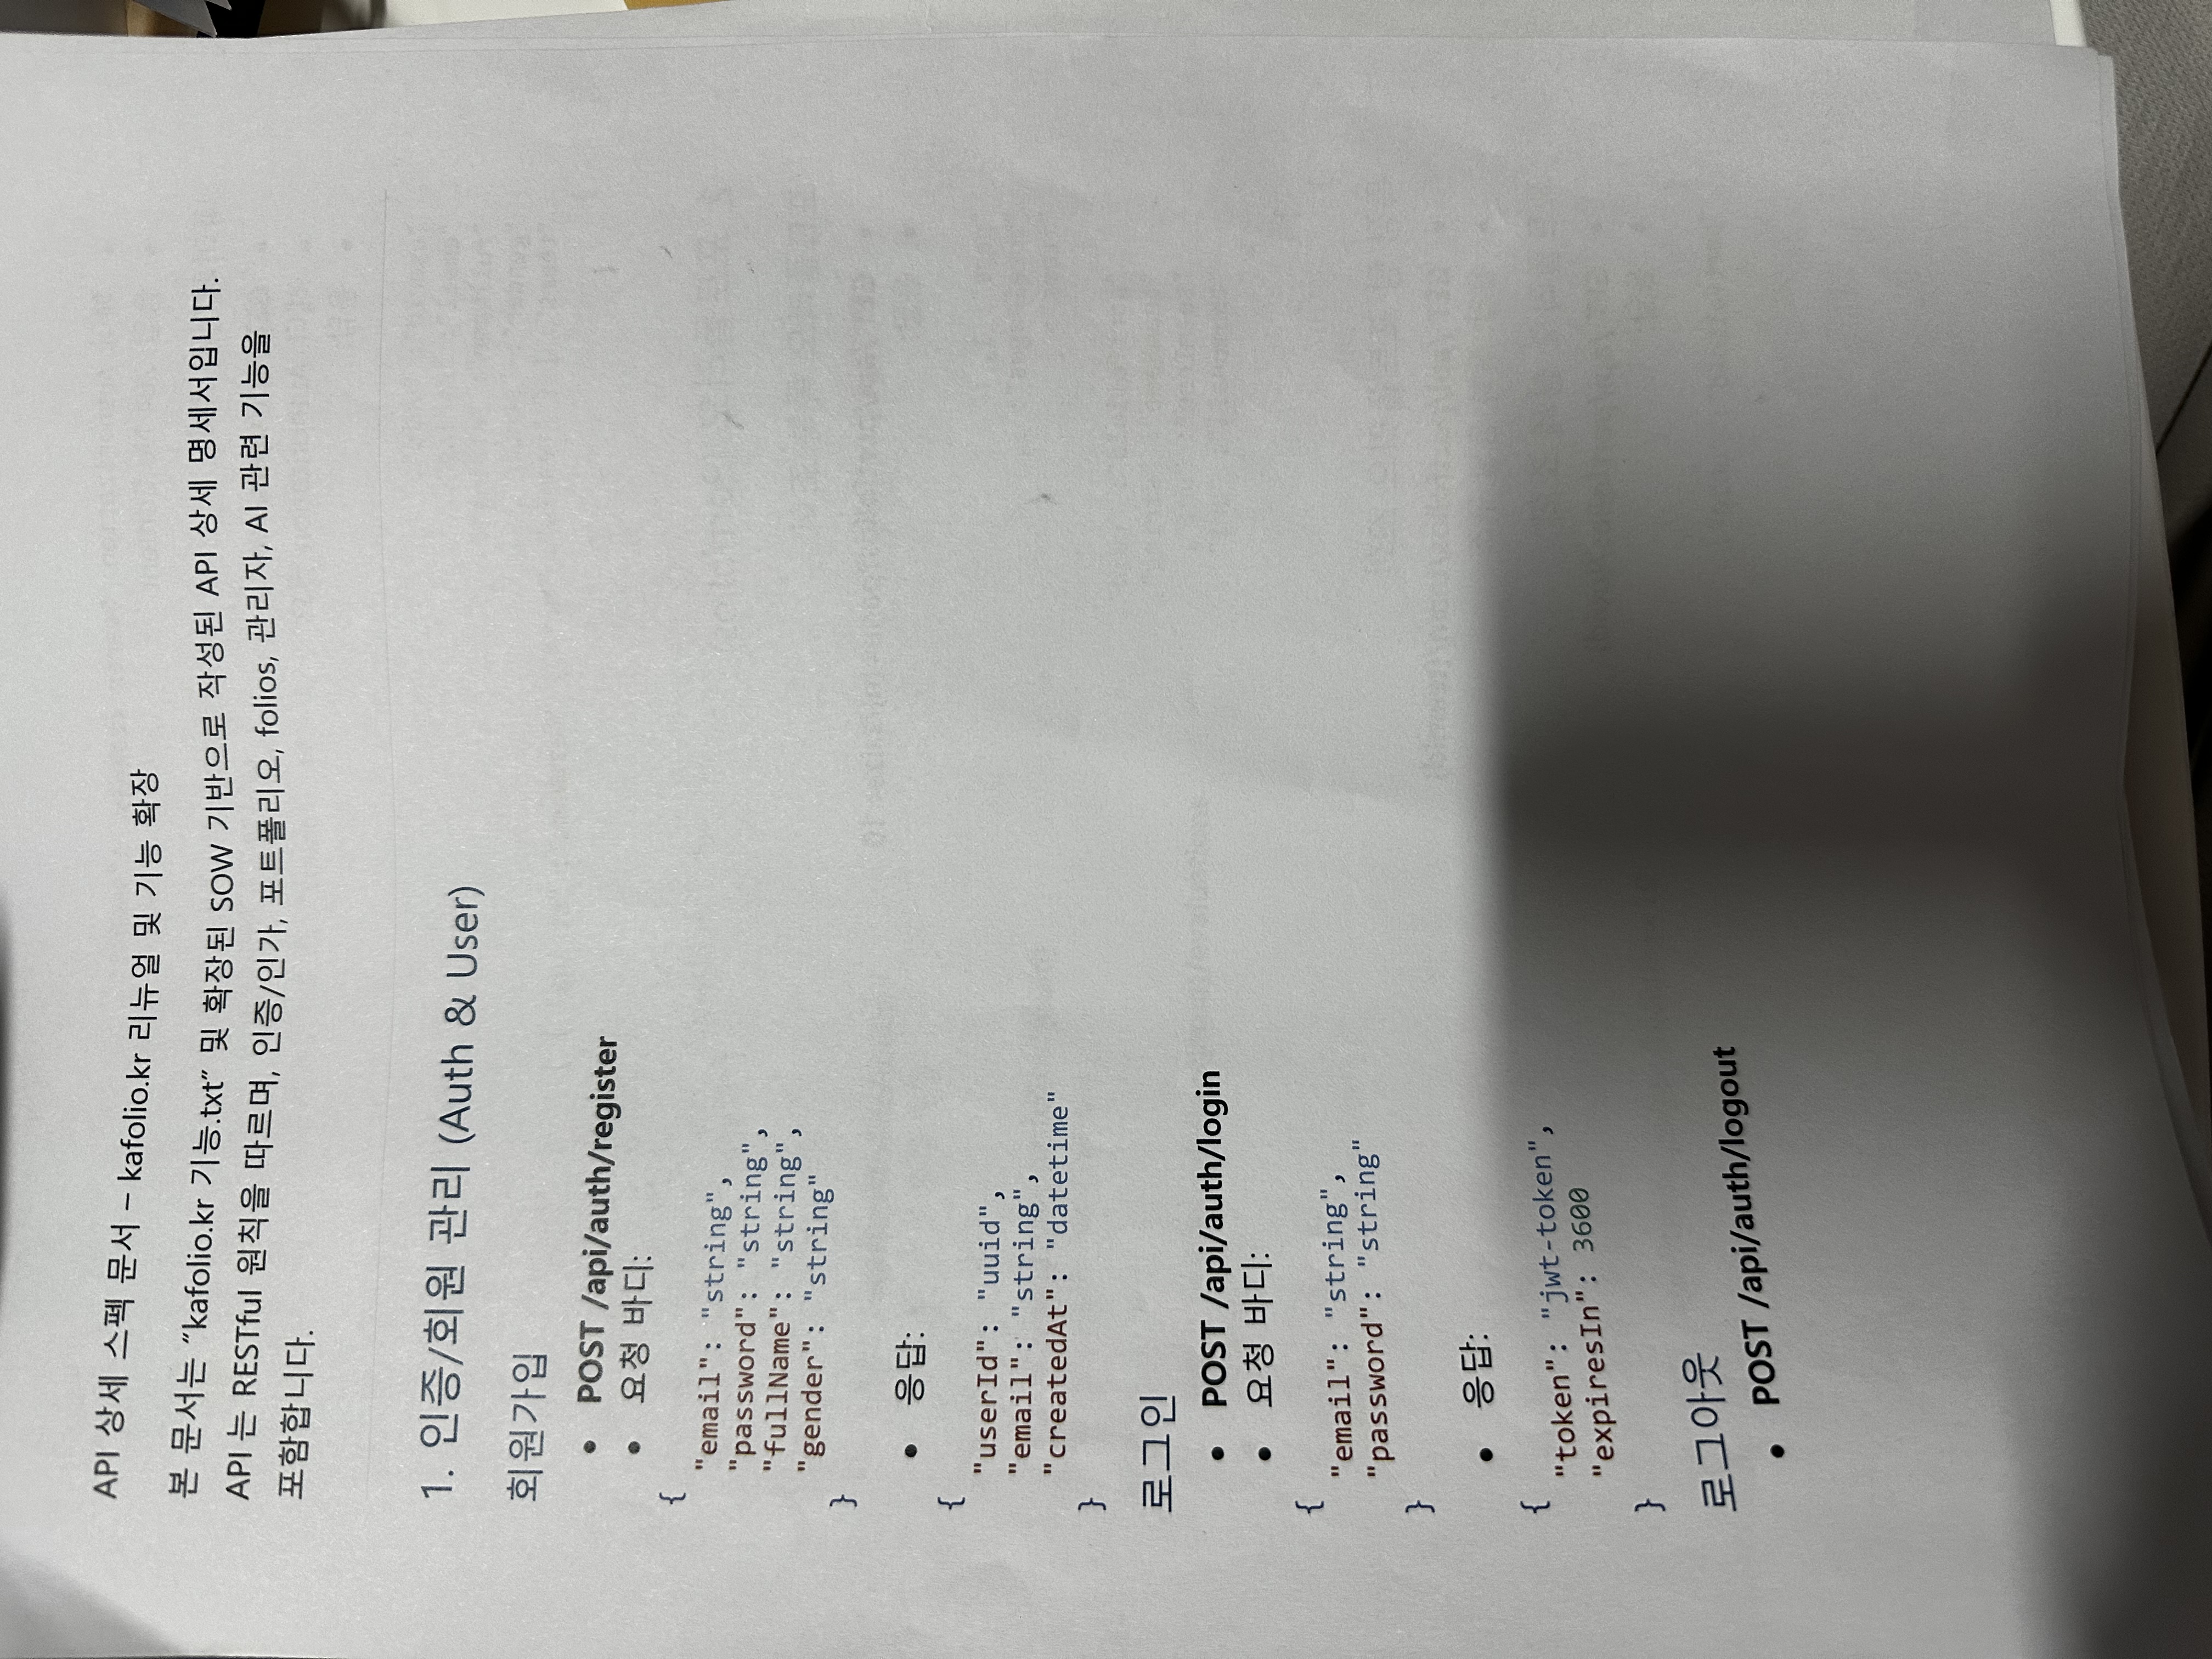 API 상세 스펙 문서 – kafolio.kr 리뉴얼 및 기능 확장
본 문서는 “kafolio.kr 기능.txt” 및 확장된 SOW 기반으로 작성된 API 상세 명세서입니다.
API 는 RESTful 원칙을 따르며, 인증/인가, 포트폴리오, folios, 관리자, AI 관련 기능을
포함합니다.
1. 인증/회원 관리 (Auth & User)
회원가입
• POST /api/auth/register
• 요청 바디:
{
"email": "string",
"password": "string",
"fullName": "string",
"gender": "string"
}
• 응답:
{
"userId": "uuid",
"email": "string",
"createdAt": "datetime"
}
로그인
• POST /api/auth/login
• 요청 바디:
{
"email": "string",
"password": "string"
}
• 응답:
{
"token": "jwt-token",
"expiresIn": 3600
}
로그아웃
• POST /api/auth/logout